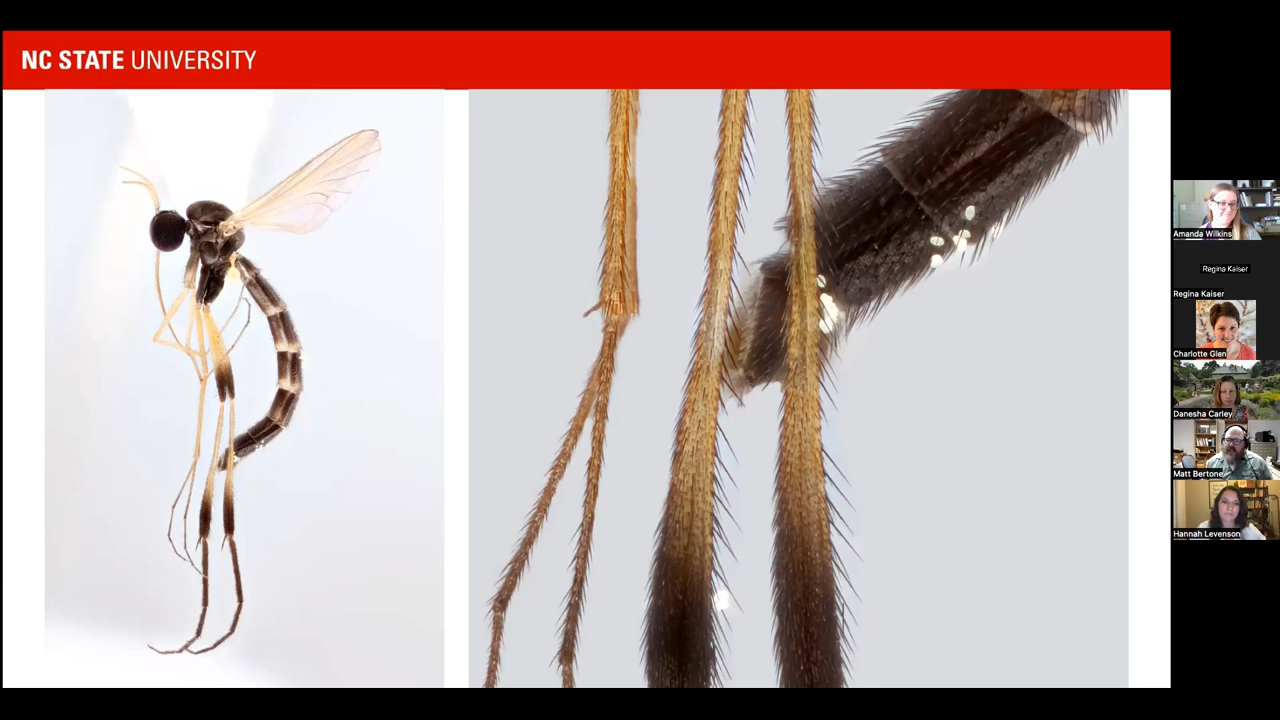 NC STATE UNIVERSITY
Amanda Wilkins
Regina Kaiser
Regina Kaiser
Charlotte Glen
Danesha Carley
Matt Bertone
Hannah Levenson